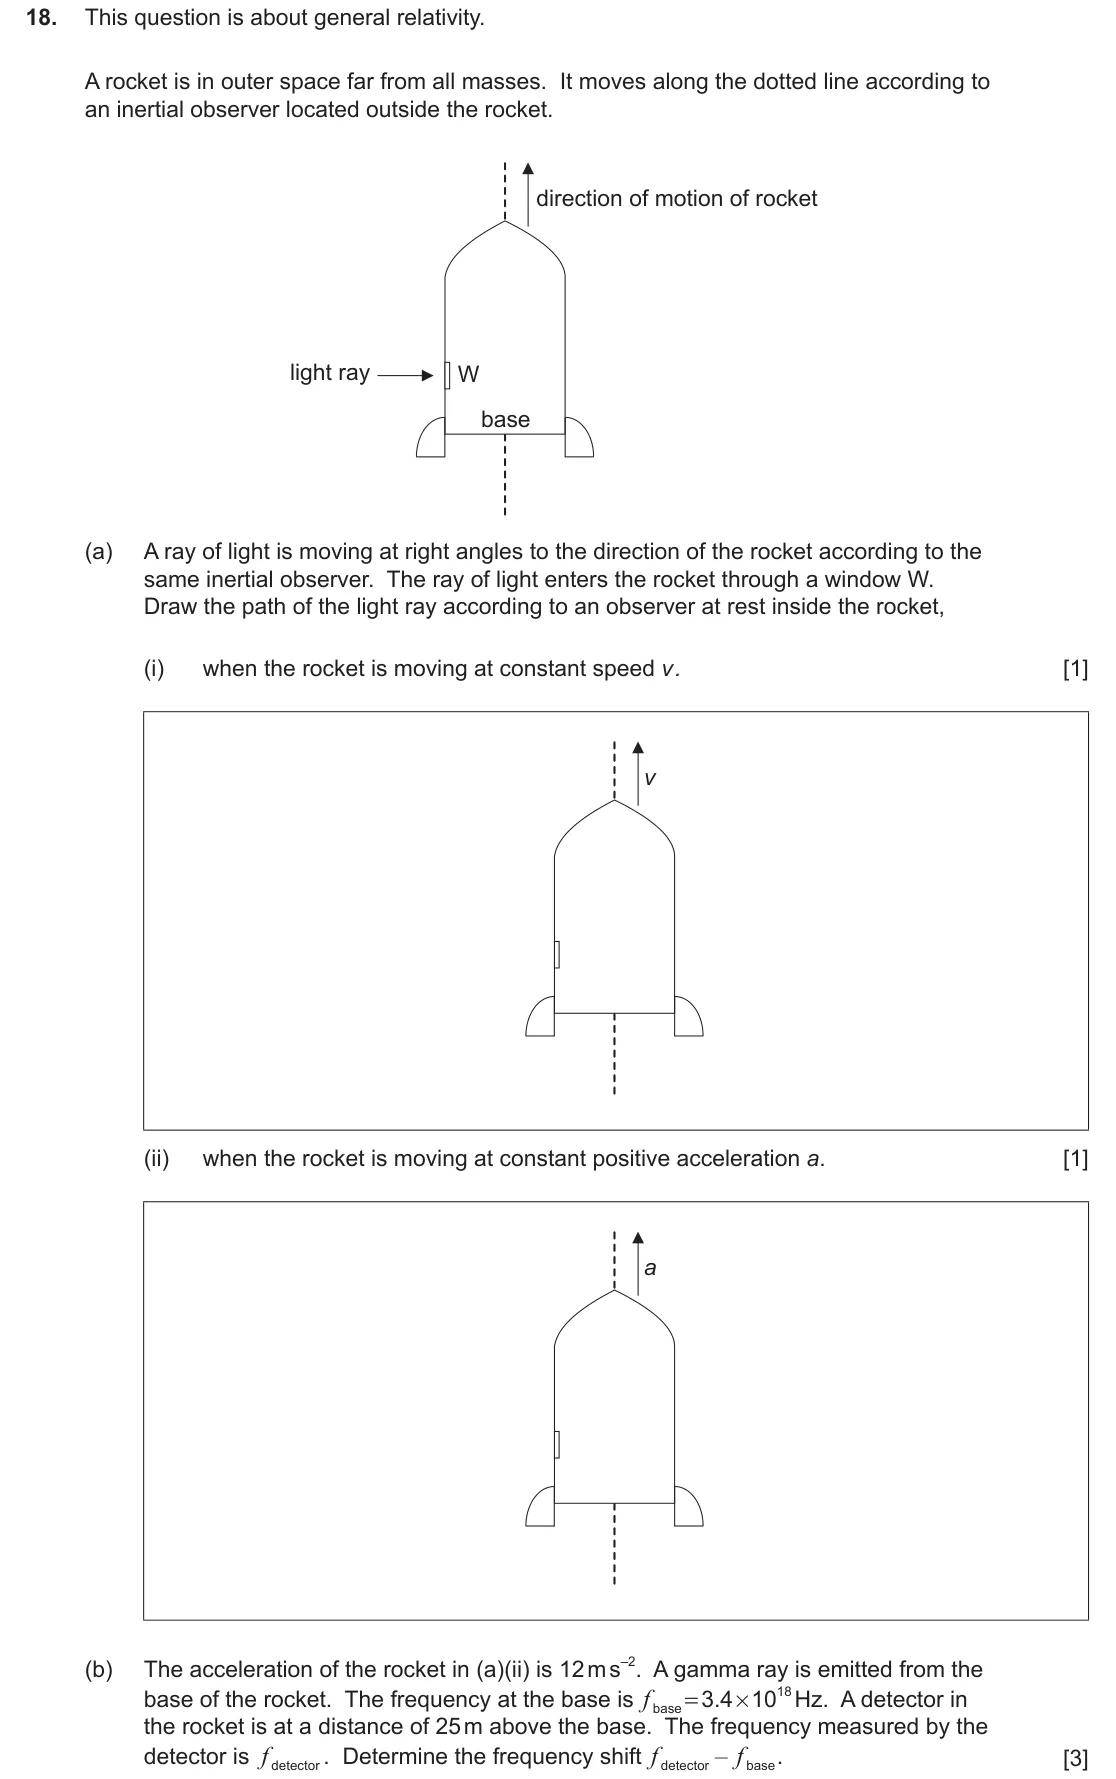 18. This question is about general relativity.
A rocket is in outer space far from all masses. It moves along the dotted line according to
an inertial observer located outside the rocket.
direction of motion of rocket
light ray
W
base
(a) A ray of light is moving at right angles to the direction of the rocket according to the
same inertial observer. The ray of light enters the rocket through a window W.
Draw the path of the light ray according to an observer at rest inside the rocket,
(i) when the rocket is moving at constant speed v. [1]
v
(ii) when the rocket is moving at constant positive acceleration a. [1]
a
(b) The acceleration of the rocket in (a)(ii) is 12 m s⁻². A gamma ray is emitted from the
base of the rocket. The frequency at the base is f_base = 3.4 × 10¹⁸ Hz. A detector in
the rocket is at a distance of 25 m above the base. The frequency measured by the
detector is f_detector. Determine the frequency shift f_detector − f_base. [3]